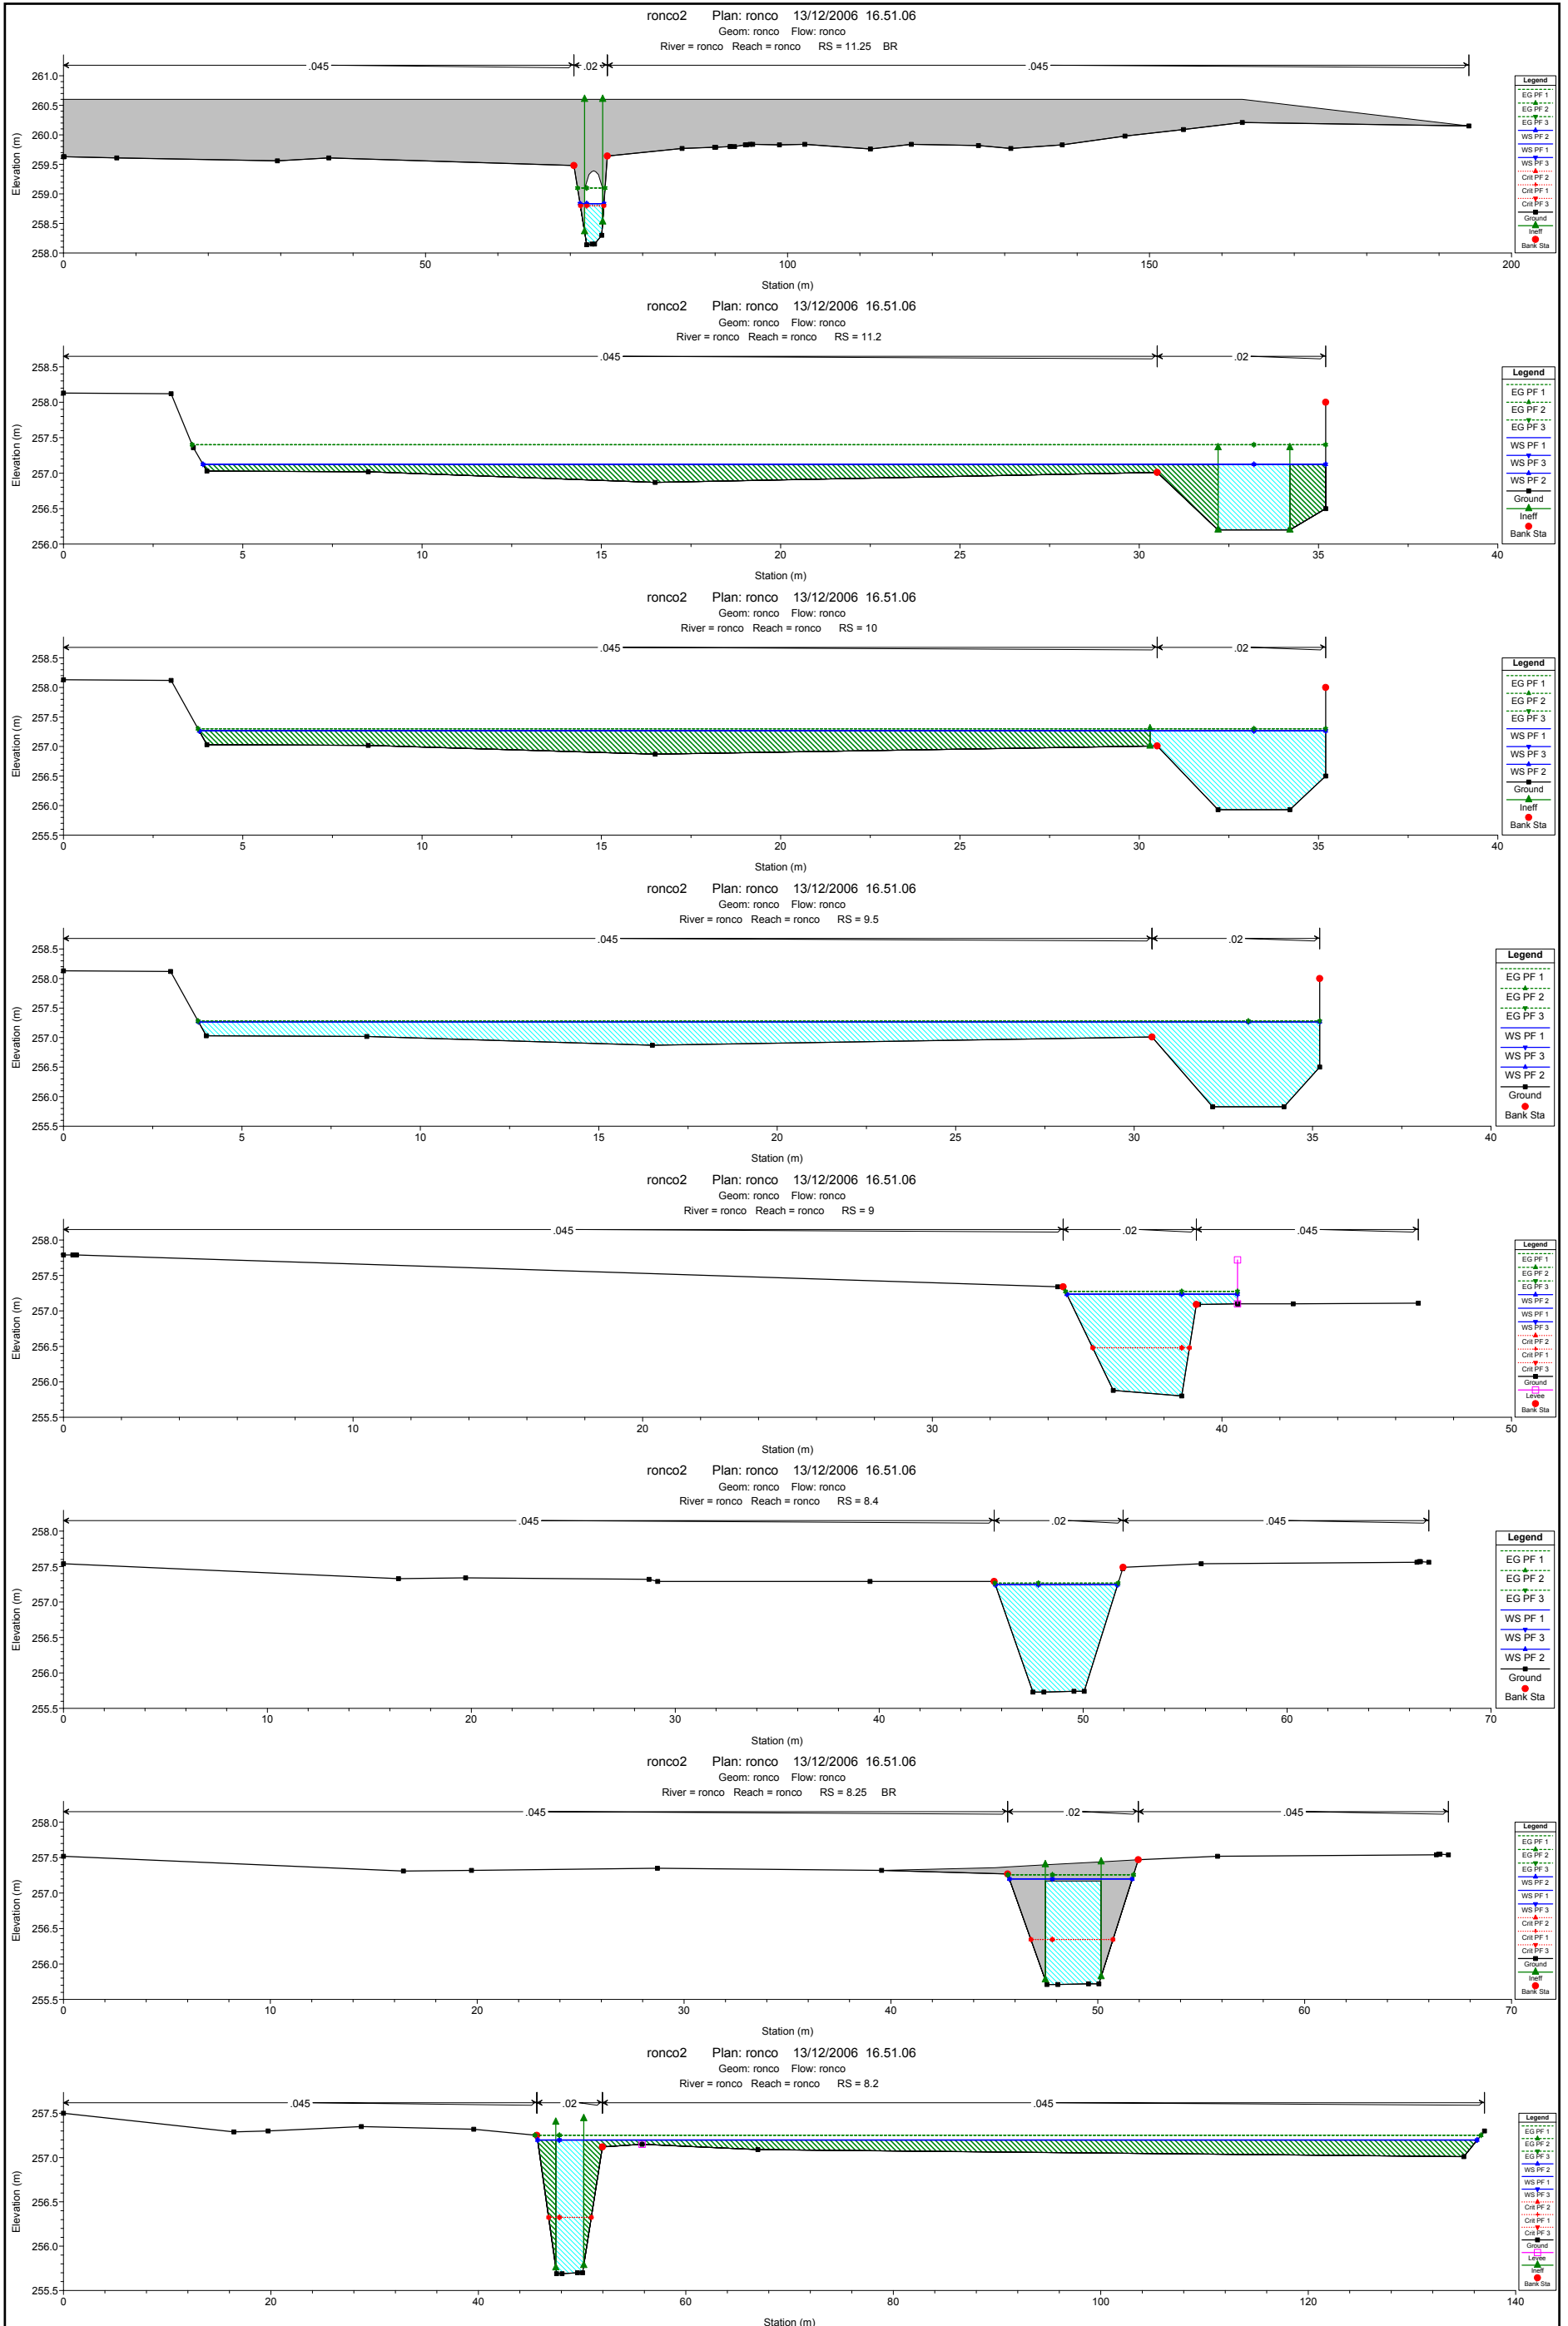 ronco2 Plan: ronco 13/12/2006 16.51.06
Geom: ronco Flow: ronco
River = ronco Reach = ronco RS = 11.25 BR
.045 .02 .045
261.0
260.5
260.0
259.5
259.0
258.5
258.0
Elevation (m)
0 50 100 150 200
Station (m)
Legend
EG PF 1
EG PF 2
EG PF 3
WS PF 2
WS PF 1
WS PF 3
Crit PF 2
Crit PF 1
Crit PF 3
Ground
Ineff
Bank Sta
ronco2 Plan: ronco 13/12/2006 16.51.06
Geom: ronco Flow: ronco
River = ronco Reach = ronco RS = 11.2
.045 .02
258.5
258.0
257.5
257.0
256.5
256.0
Elevation (m)
0 5 10 15 20 25 30 35 40
Station (m)
Legend
EG PF 1
EG PF 2
EG PF 3
WS PF 1
WS PF 3
WS PF 2
Ground
Ineff
Bank Sta
ronco2 Plan: ronco 13/12/2006 16.51.06
Geom: ronco Flow: ronco
River = ronco Reach = ronco RS = 10
.045 .02
258.5
258.0
257.5
257.0
256.5
256.0
255.5
Elevation (m)
0 5 10 15 20 25 30 35 40
Station (m)
Legend
EG PF 1
EG PF 2
EG PF 3
WS PF 1
WS PF 3
WS PF 2
Ground
Ineff
Bank Sta
ronco2 Plan: ronco 13/12/2006 16.51.06
Geom: ronco Flow: ronco
River = ronco Reach = ronco RS = 9.5
.045 .02
258.5
258.0
257.5
257.0
256.5
256.0
255.5
Elevation (m)
0 5 10 15 20 25 30 35 40
Station (m)
Legend
EG PF 1
EG PF 2
EG PF 3
WS PF 1
WS PF 3
WS PF 2
Ground
Bank Sta
ronco2 Plan: ronco 13/12/2006 16.51.06
Geom: ronco Flow: ronco
River = ronco Reach = ronco RS = 9
.045 .02 .045
258.0
257.5
257.0
256.5
256.0
255.5
Elevation (m)
0 10 20 30 40 50
Station (m)
Legend
EG PF 1
EG PF 2
EG PF 3
WS PF 2
WS PF 1
WS PF 3
Crit PF 2
Crit PF 1
Crit PF 3
Ground
Levee
Bank Sta
ronco2 Plan: ronco 13/12/2006 16.51.06
Geom: ronco Flow: ronco
River = ronco Reach = ronco RS = 8.4
.045 .02 .045
258.0
257.5
257.0
256.5
256.0
255.5
Elevation (m)
0 10 20 30 40 50 60 70
Station (m)
Legend
EG PF 1
EG PF 2
EG PF 3
WS PF 1
WS PF 3
WS PF 2
Ground
Bank Sta
ronco2 Plan: ronco 13/12/2006 16.51.06
Geom: ronco Flow: ronco
River = ronco Reach = ronco RS = 8.25 BR
.045 .02 .045
258.0
257.5
257.0
256.5
256.0
255.5
Elevation (m)
0 10 20 30 40 50 60 70
Station (m)
Legend
EG PF 1
EG PF 2
EG PF 3
WS PF 2
WS PF 1
WS PF 3
Crit PF 2
Crit PF 1
Crit PF 3
Ground
Ineff
Bank Sta
ronco2 Plan: ronco 13/12/2006 16.51.06
Geom: ronco Flow: ronco
River = ronco Reach = ronco RS = 8.2
.045 .02 .045
257.5
257.0
256.5
256.0
255.5
Elevation (m)
0 20 40 60 80 100 120 140
Station (m)
Legend
EG PF 1
EG PF 2
EG PF 3
WS PF 2
WS PF 1
WS PF 3
Crit PF 2
Crit PF 1
Crit PF 3
Ground
Levee
Ineff
Bank Sta